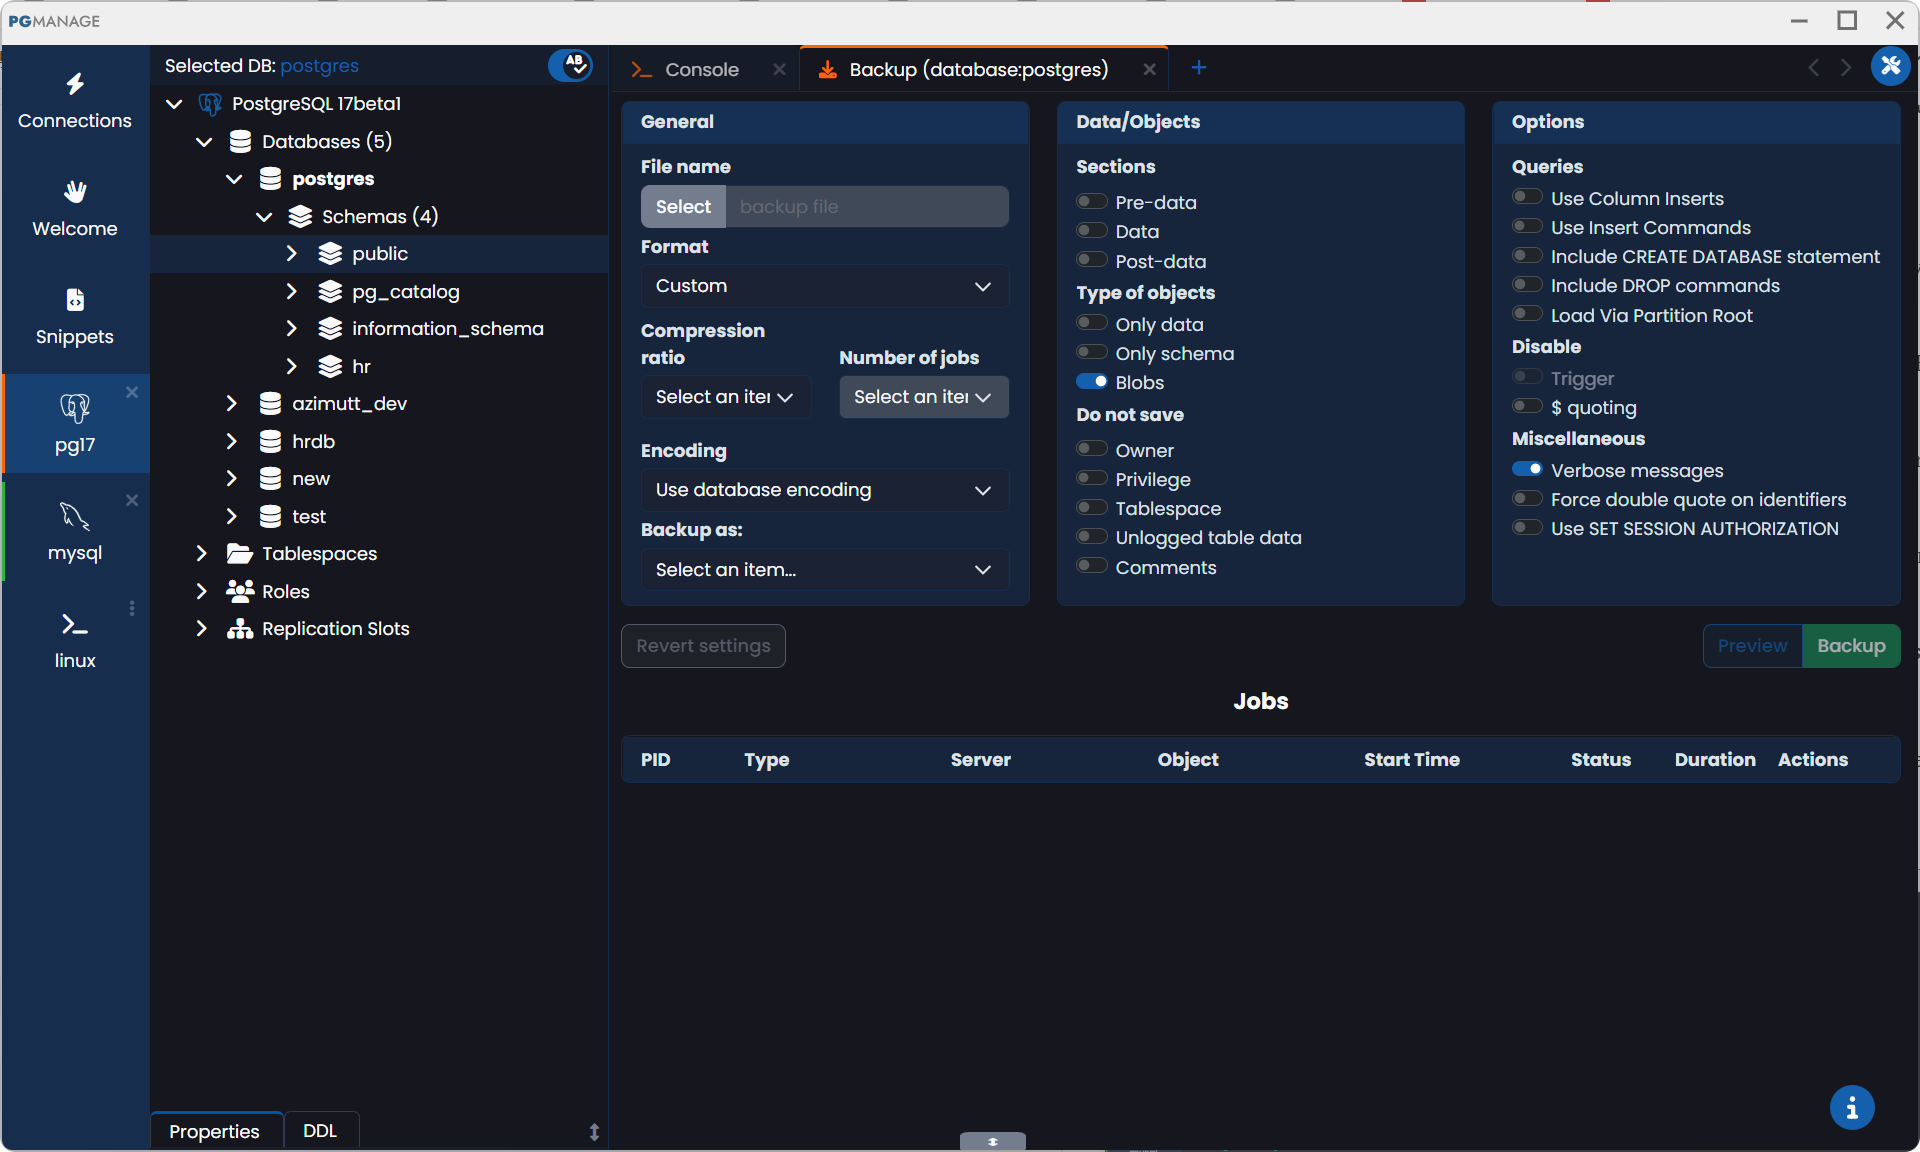 PGMANAGE
Connections
Welcome
Snippets
pg17
mysql
linux
Selected DB: postgres
AB
PostgreSQL 17beta1
Databases (5)
postgres
Schemas (4)
public
pg_catalog
information_schema
hr
azimutt_dev
hrdb
new
test
Tablespaces
Roles
Replication Slots
Properties
DDL
Console
Backup (database:postgres)
General
File name
Select
backup file
Format
Custom
Compression
ratio
Number of jobs
Select an iter
Select an iter
Encoding
Use database encoding
Backup as:
Select an item...
Data/Objects
Sections
Pre-data
Data
Post-data
Type of objects
Only data
Only schema
Blobs
Do not save
Owner
Privilege
Tablespace
Unlogged table data
Comments
Options
Queries
Use Column Inserts
Use Insert Commands
Include CREATE DATABASE statement
Include DROP commands
Load Via Partition Root
Disable
Trigger
$ quoting
Miscellaneous
Verbose messages
Force double quote on identifiers
Use SET SESSION AUTHORIZATION
Revert settings
Preview
Backup
Jobs
PID Type Server Object Start Time Status Duration Actions